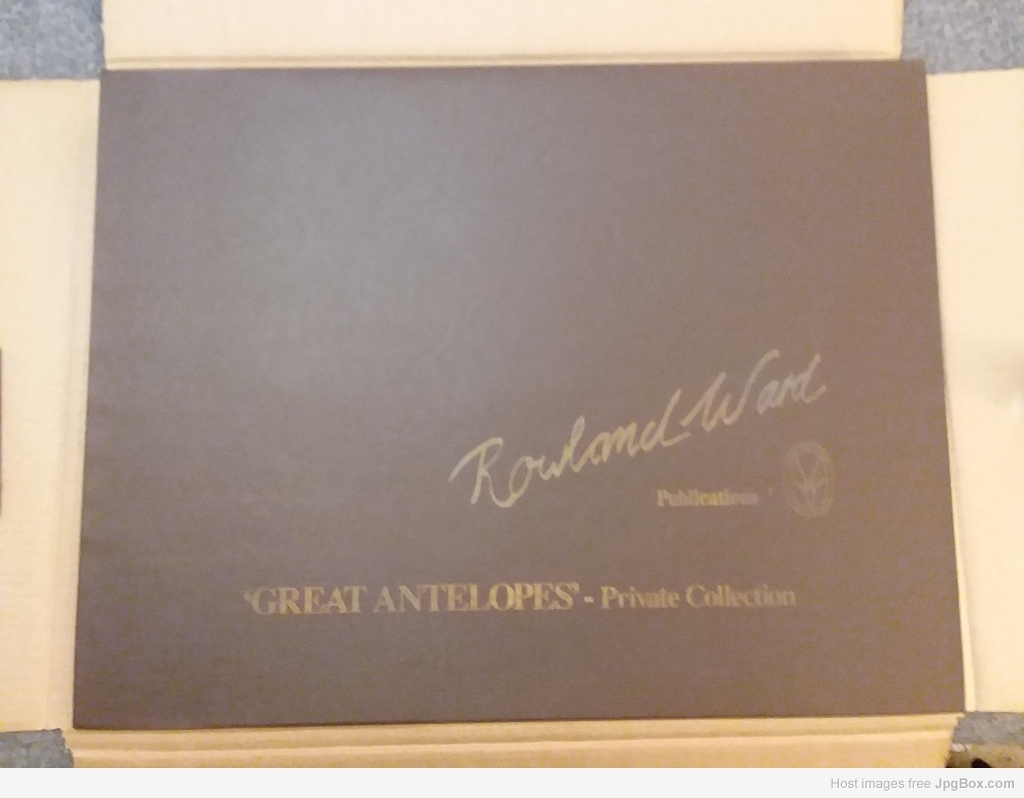 Rowland Ward
Publications
‘GREAT ANTELOPES’ - Private Collection
Host images free JpgBox.com